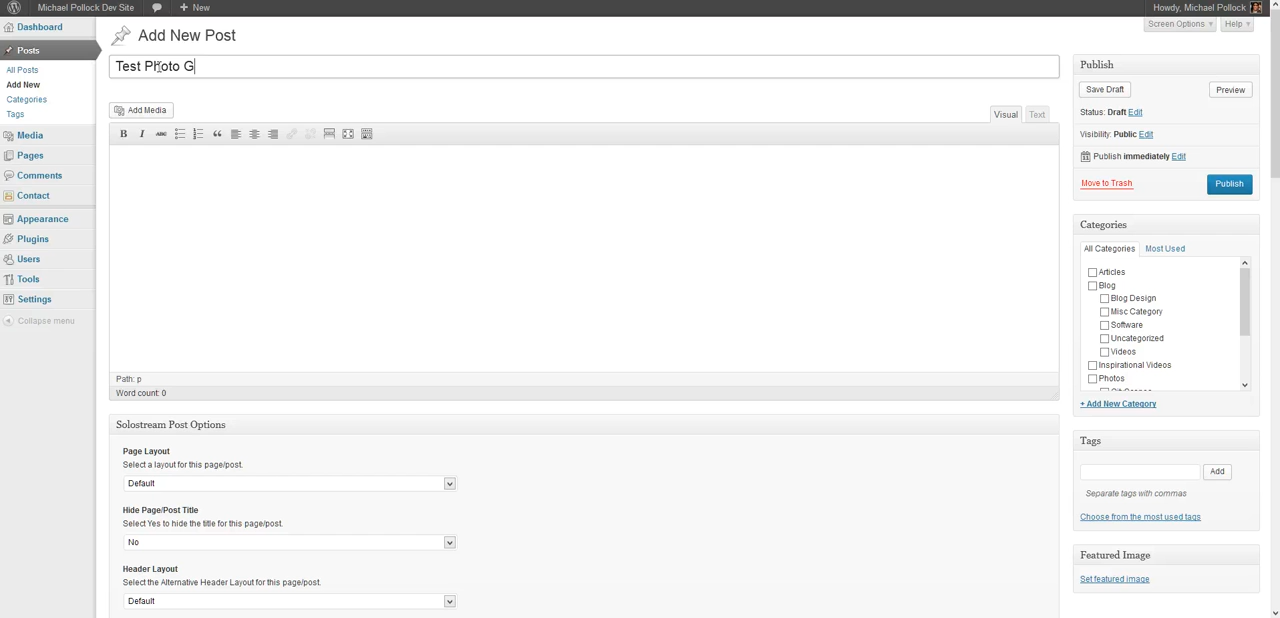 Michael Pollock Dev Site
New
Howdy, Michael Pollock
Screen Options
Help
Dashboard
Posts
All Posts
Add New
Categories
Tags
Media
Pages
Comments
Contact
Appearance
Plugins
Users
Tools
Settings
Collapse menu
Add New Post
Test Photo G
Add Media
Visual
Text
B
I
ABC
Path: p
Word count: 0
Solostream Post Options
Page Layout
Select a layout for this page/post.
Default
Hide Page/Post Title
Select Yes to hide the title for this page/post.
No
Header Layout
Select the Alternative Header Layout for this page/post.
Default
Publish
Save Draft
Preview
Status: Draft Edit
Visibility: Public Edit
Publish immediately Edit
Move to Trash
Publish
Categories
All Categories
Most Used
Articles
Blog
Blog Design
Misc Category
Software
Uncategorized
Videos
Inspirational Videos
Photos
+ Add New Category
Tags
Add
Separate tags with commas
Choose from the most used tags
Featured Image
Set featured image